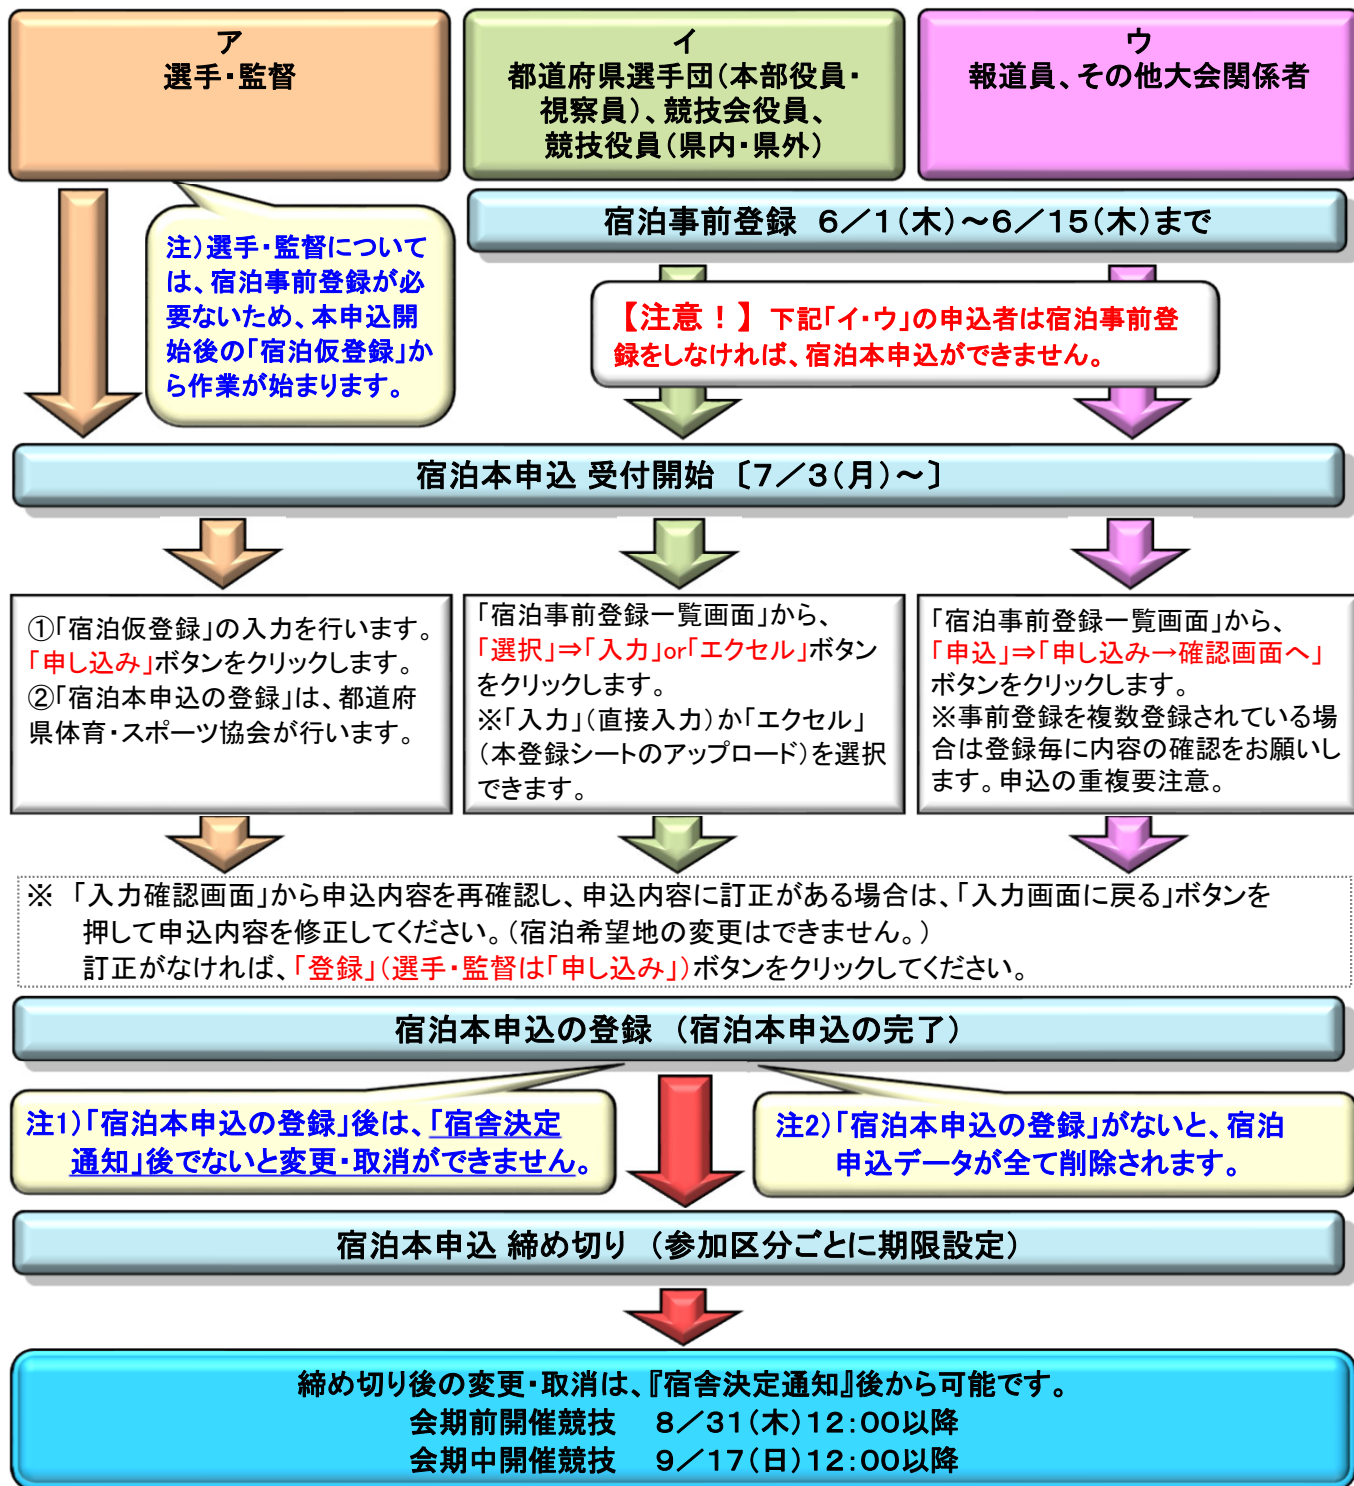 ア
選手・監督
イ
都道府県選手団(本部役員・
視察員)、競技会役員、
競技役員(県内・県外)
ウ
報道員、その他大会関係者
宿泊事前登録 6/1(木)~6/15(木)まで
注)選手・監督について
は、宿泊事前登録が必
要ないため、本申込開
始後の「宿泊仮登録」か
ら作業が始まります。
【注意!】下記「イ・ウ」の申込者は宿泊事前登
録をしなければ、宿泊本申込ができません。
宿泊本申込 受付開始 〔7/3(月)~〕
①「宿泊仮登録」の入力を行います。
「申し込み」ボタンをクリックします。
②「宿泊本申込の登録」は、都道府
県体育・スポーツ協会が行います。
「宿泊事前登録一覧画面」から、
「選択」⇒「入力」or「エクセル」ボタン
をクリックします。
※「入力」(直接入力)か「エクセル」
(本登録シートのアップロード)を選択
できます。
「宿泊事前登録一覧画面」から、
「申込」⇒「申し込み→確認画面へ」
ボタンをクリックします。
※事前登録を複数登録されている場
合は登録毎に内容の確認をお願いし
ます。申込の重複要注意。
※ 「入力確認画面」から申込内容を再確認し、申込内容に訂正がある場合は、「入力画面に戻る」ボタンを
押して申込内容を修正してください。(宿泊希望地の変更はできません。)
訂正がなければ、「登録」(選手・監督は「申し込み」)ボタンをクリックしてください。
宿泊本申込の登録 (宿泊本申込の完了)
注1)「宿泊本申込の登録」後は、「宿舎決定
通知」後でないと変更・取消ができません。
注2)「宿泊本申込の登録」がないと、宿泊
申込データが全て削除されます。
宿泊本申込 締め切り (参加区分ごとに期限設定)
締め切り後の変更・取消は、『宿舎決定通知』後から可能です。
会期前開催競技 8/31(木)12:00以降
会期中開催競技 9/17(日)12:00以降